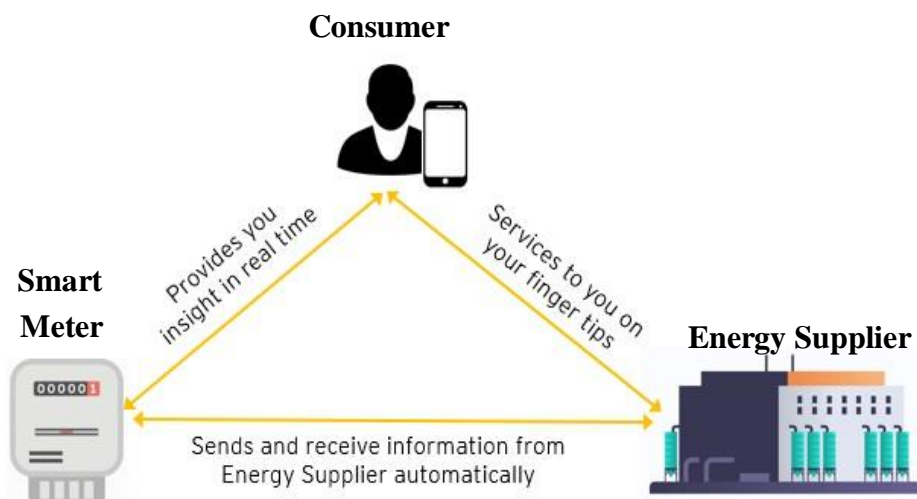 Consumer
Provides you
insight in real time
Services to you on
your finger tips
Smart
Meter
Energy Supplier
000001
Sends and receive information from
Energy Supplier automatically